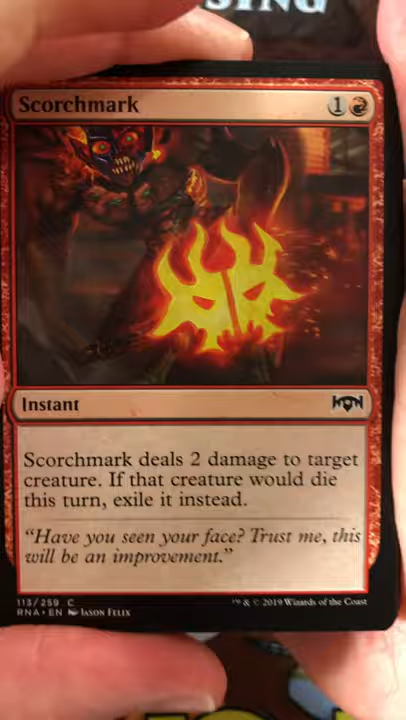 SING
Scorchmark 1
Instant
Scorchmark deals 2 damage to target
creature. If that creature would die
this turn, exile it instead.
“Have you seen your face? Trust me, this
will be an improvement.”
113/259 C
RNA • EN Jason Felix
™ & © 2019 Wizards of the Coast